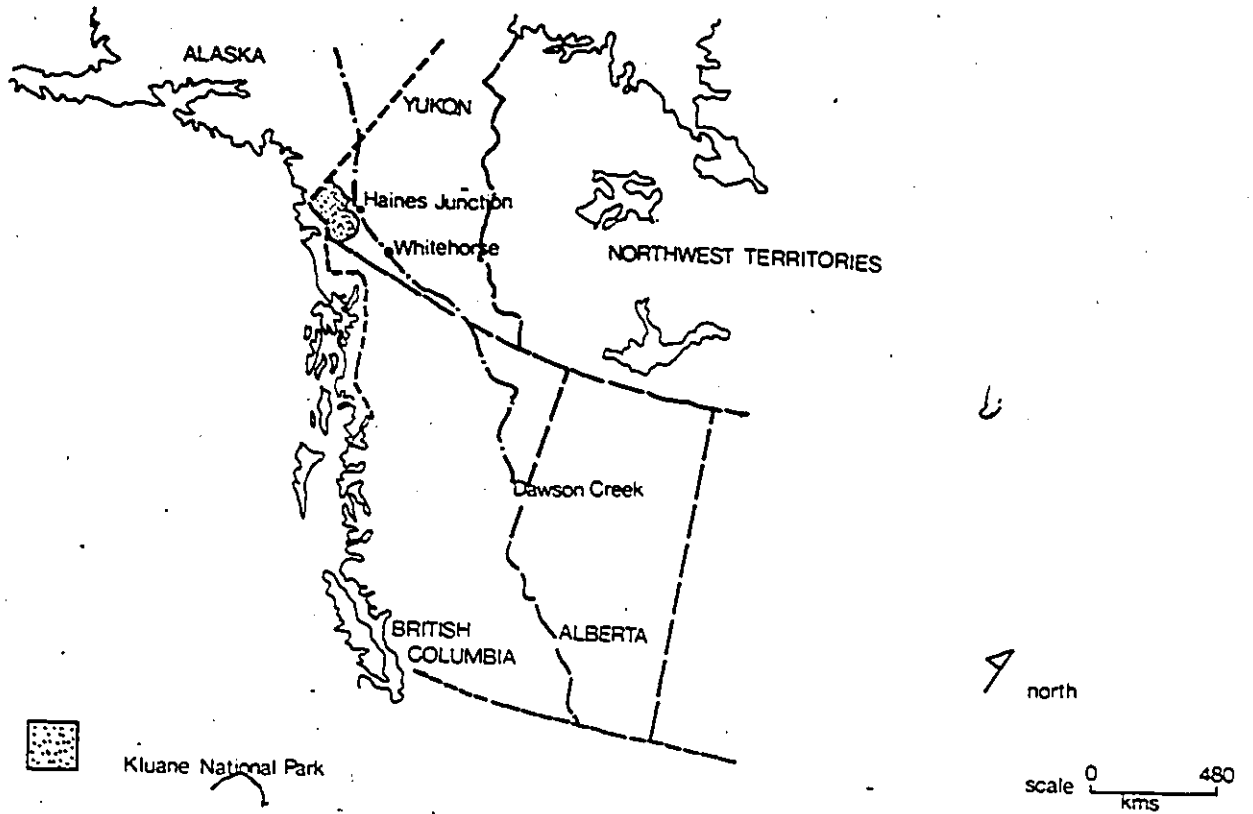 ALASKA
YUKON
Haines Junction
Whitehorse
NORTHWEST TERRITORIES
Dawson Creek
BRITISH
COLUMBIA
ALBERTA
north
Kluane National Park
scale 0 480
kms